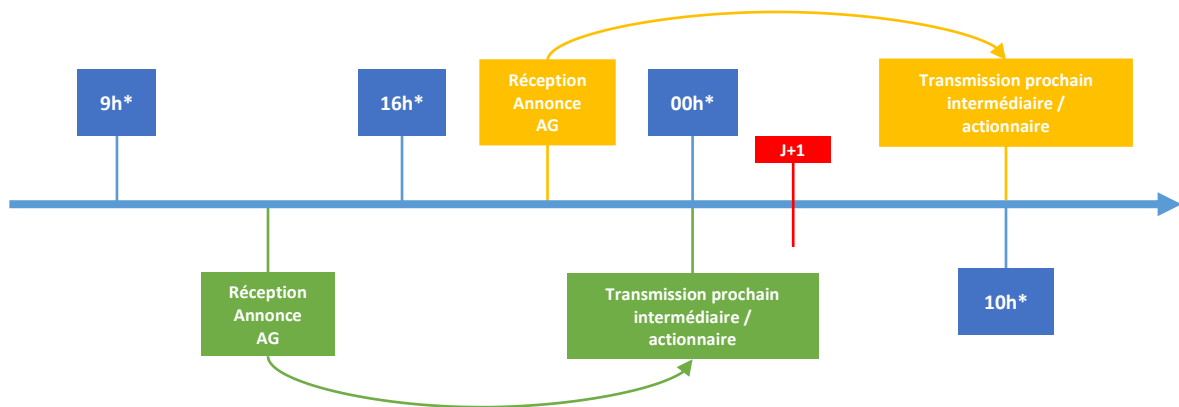 9h*
16h*
Réception
Annonce
AG
00h*
J+1
Transmission prochain
intermédiaire /
actionnaire
Réception
Annonce
AG
Transmission prochain
intermédiaire /
actionnaire
10h*